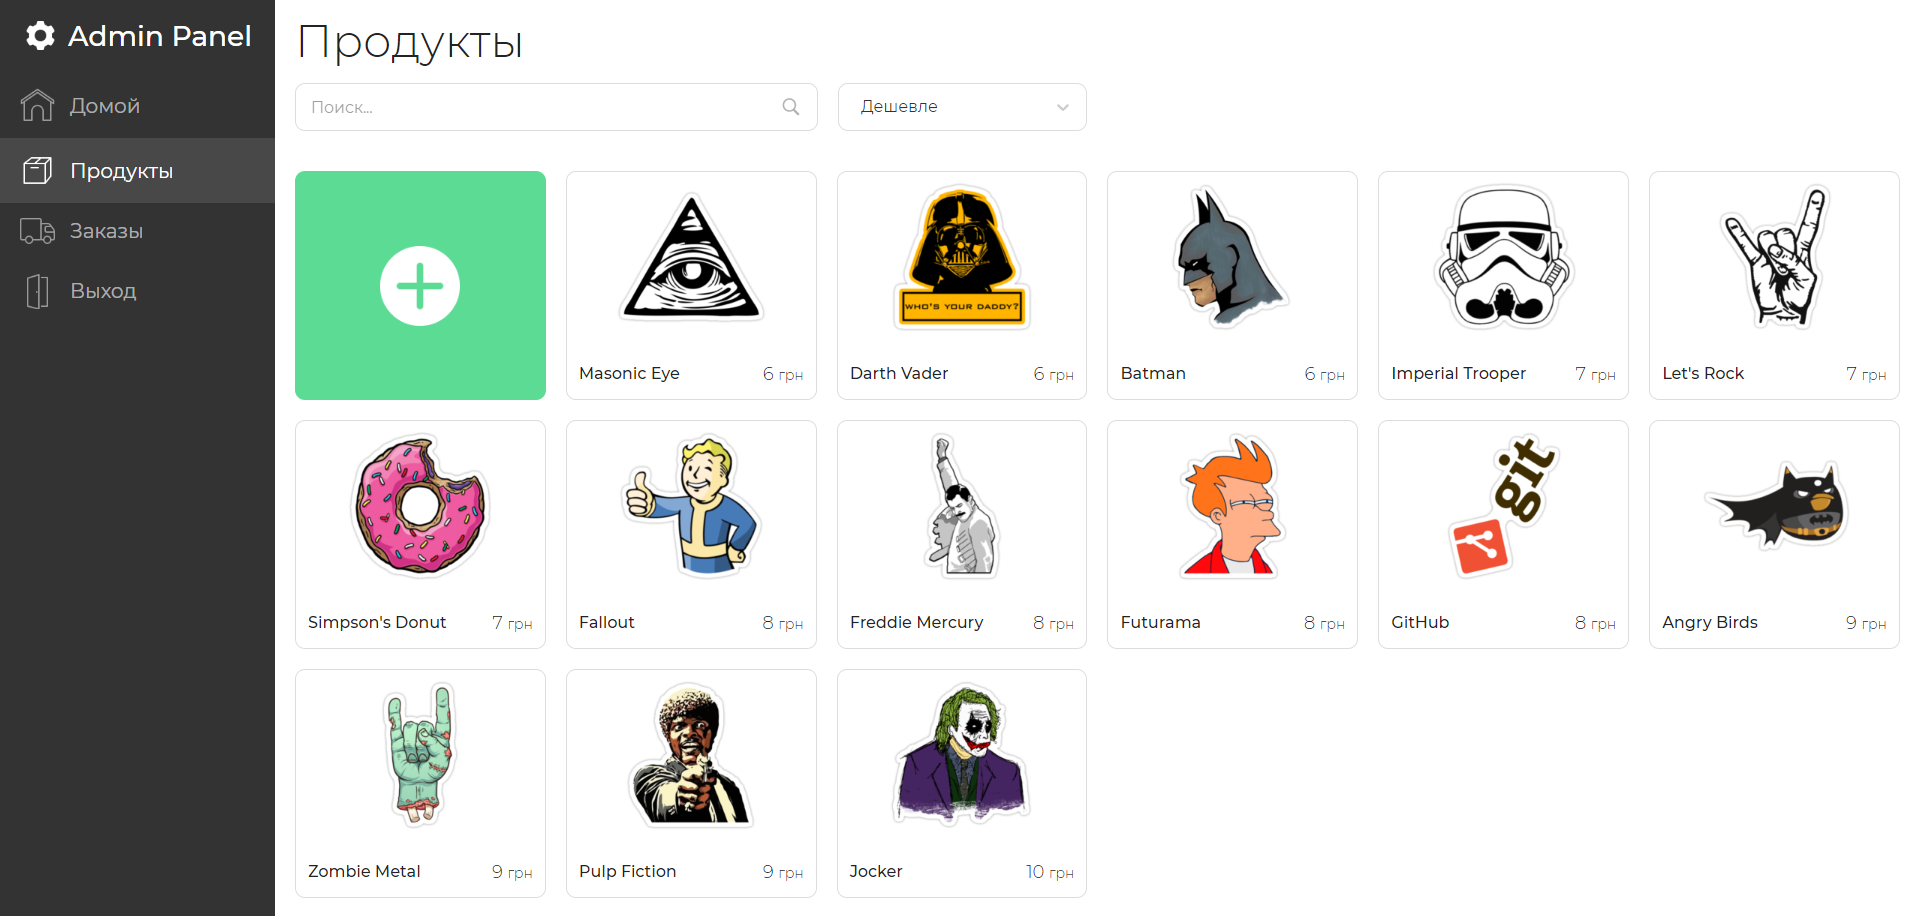 Admin Panel
Домой
Продукты
Заказы
Выход
Продукты
Поиск...
Дешевле
WHO'S YOUR DADDY?
Masonic Eye 6 грн
Darth Vader 6 грн
Batman 6 грн
Imperial Trooper 7 грн
Let's Rock 7 грн
git
Simpson's Donut 7 грн
Fallout 8 грн
Freddie Mercury 8 грн
Futurama 8 грн
GitHub 8 грн
Angry Birds 9 грн
Zombie Metal 9 грн
Pulp Fiction 9 грн
Jocker 10 грн